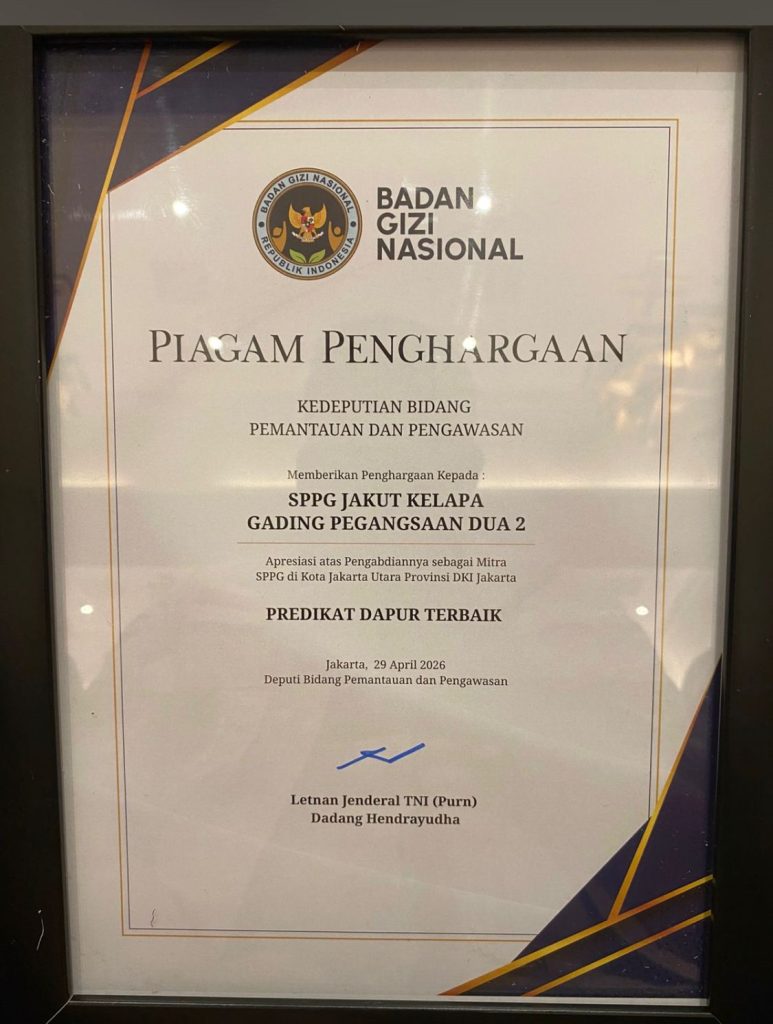 BADAN GIZI NASIONAL
REPUBLIK INDONESIA
BADAN
GIZI
NASIONAL
PIAGAM PENGHARGAAN
KEDEPUTIAN BIDANG
PEMANTAUAN DAN PENGAWASAN
Memberikan Penghargaan Kepada :
SPPG JAKUT KELAPA
GADING PEGANGSAAN DUA 2
Apresiasi atas Pengabdiannya sebagai Mitra
SPPG di Kota Jakarta Utara Provinsi DKI Jakarta
PREDIKAT DAPUR TERBAIK
Jakarta, 29 April 2026
Deputi Bidang Pemantauan dan Pengawasan
Letnan Jenderal TNI (Purn)
Dadang Hendrayudha